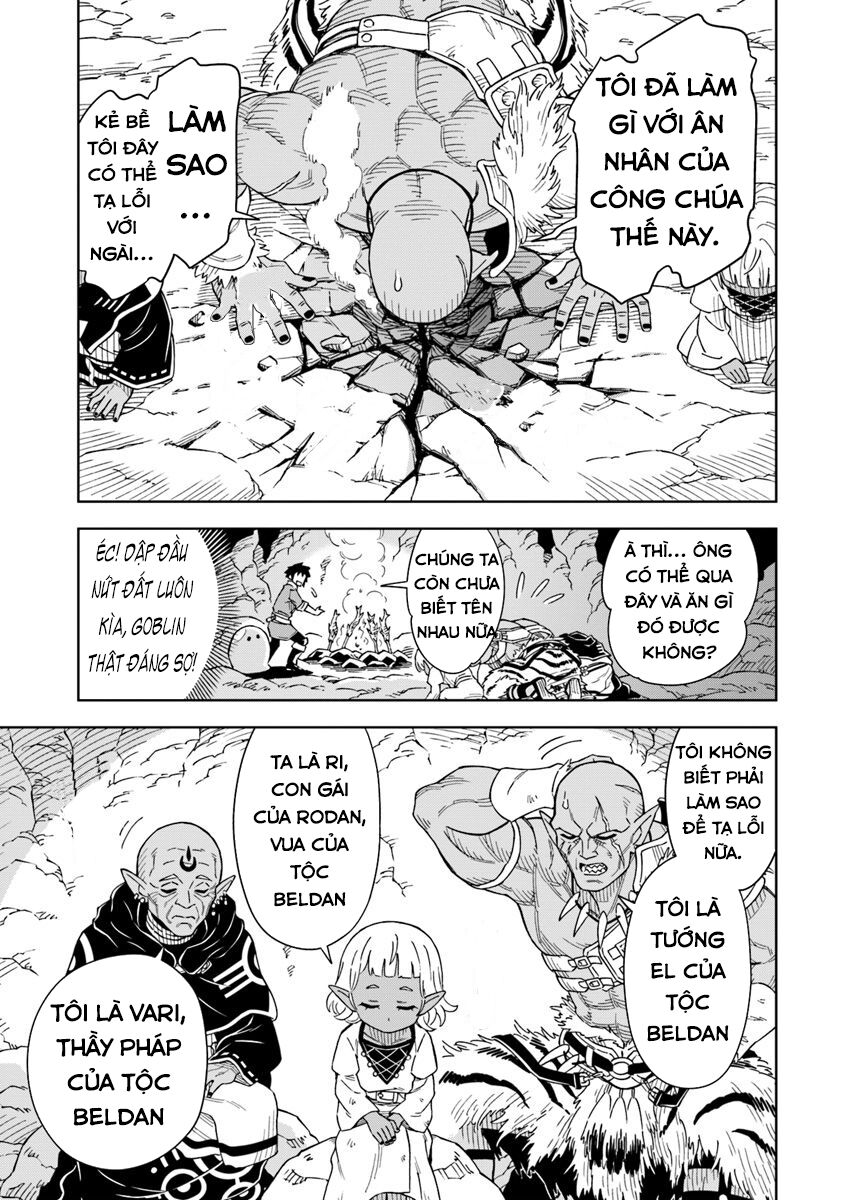 TÔI ĐÃ LÀM
GÌ VỚI ÂN
NHÂN CỦA
CÔNG CHÚA
THẾ NÀY.
LÀM
SAO
...
KẺ BỀ
TÔI ĐÂY
CÓ THỂ
TẠ LỖI
VỚI
NGÀI...
À THÌ... ÔNG
CÓ THỂ QUA
ĐÂY VÀ ĂN GÌ
ĐÓ ĐƯỢC
KHÔNG?
CHÚNG TA
CÒN CHƯA
BIẾT TÊN
NHAU NỮA
ÉC! DẬP ĐẦU
NỨT ĐẤT LUÔN
KÌA, GOBLIN
THẬT ĐÁNG SỢ!
TÔI KHÔNG
BIẾT PHẢI
LÀM SAO
ĐỂ TẠ LỖI
NỮA.
TÔI LÀ
TƯỚNG
EL CỦA
TỘC
BELDAN
TA LÀ RI,
CON GÁI
CỦA RODAN,
VUA CỦA
TỘC
BELDAN
TÔI LÀ VARI,
THẦY PHÁP
CỦA TỘC
BELDAN